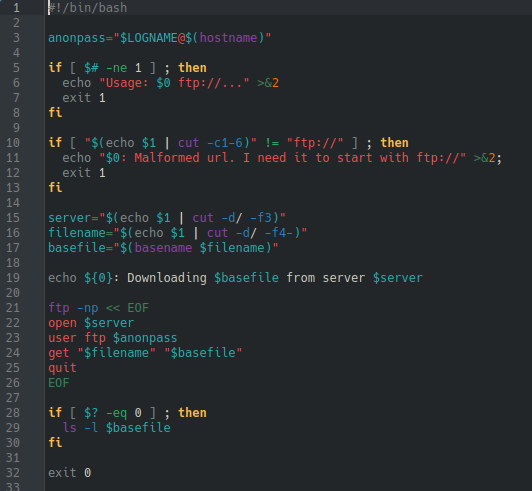 1 #!/bin/bash
2
3 anonpass="$LOGNAME@$(hostname)"
4
5 if [ $# -ne 1 ] ; then
6   echo "Usage: $0 ftp://..." >&2
7   exit 1
8 fi
9
10 if [ "$(echo $1 | cut -c1-6)" != "ftp://" ] ; then
11   echo "$0: Malformed url. I need it to start with ftp://" >&2;
12   exit 1
13 fi
14
15 server="$(echo $1 | cut -d/ -f3)"
16 filename="$(echo $1 | cut -d/ -f4-)"
17 basefile="$(basename $filename)"
18
19 echo ${0}: Downloading $basefile from server $server
20
21 ftp -np << EOF
22 open $server
23 user ftp $anonpass
24 get "$filename" "$basefile"
25 quit
26 EOF
27
28 if [ $? -eq 0 ] ; then
29   ls -l $basefile
30 fi
31
32 exit 0
33